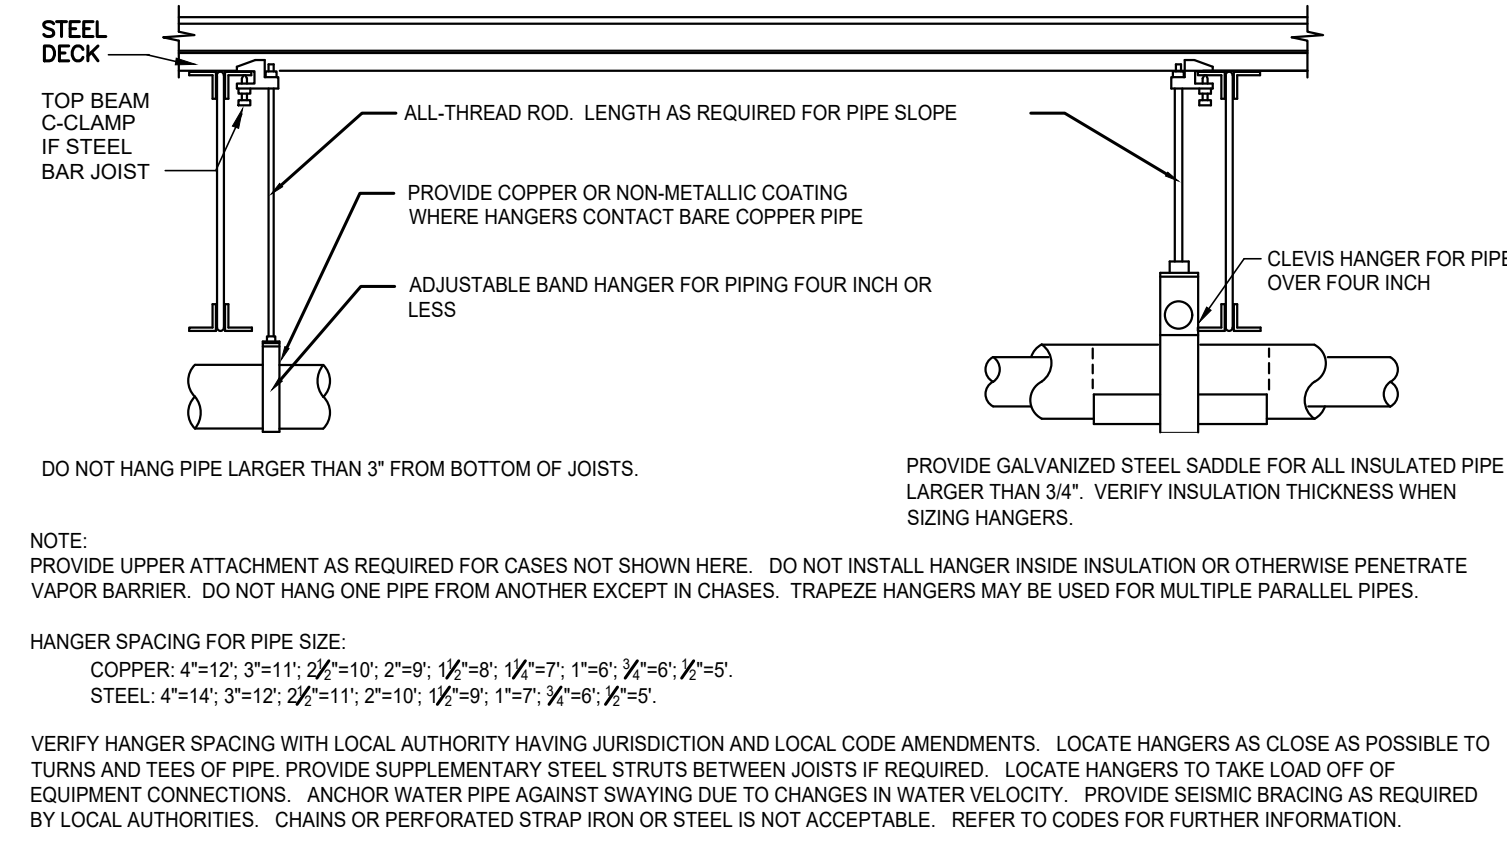 STEEL
DECK
TOP BEAM
C-CLAMP
IF STEEL
BAR JOIST
ALL-THREAD ROD.  LENGTH AS REQUIRED FOR PIPE SLOPE
PROVIDE COPPER OR NON-METALLIC COATING
WHERE HANGERS CONTACT BARE COPPER PIPE
ADJUSTABLE BAND HANGER FOR PIPING FOUR INCH OR
LESS
CLEVIS HANGER FOR PIPE
OVER FOUR INCH
DO NOT HANG PIPE LARGER THAN 3" FROM BOTTOM OF JOISTS.
PROVIDE GALVANIZED STEEL SADDLE FOR ALL INSULATED PIPE
LARGER THAN 3/4".  VERIFY INSULATION THICKNESS WHEN
SIZING HANGERS.
NOTE:
PROVIDE UPPER ATTACHMENT AS REQUIRED FOR CASES NOT SHOWN HERE.   DO NOT INSTALL HANGER INSIDE INSULATION OR OTHERWISE PENETRATE
VAPOR BARRIER.  DO NOT HANG ONE PIPE FROM ANOTHER EXCEPT IN CHASES.  TRAPEZE HANGERS MAY BE USED FOR MULTIPLE PARALLEL PIPES.
HANGER SPACING FOR PIPE SIZE:
COPPER: 4"=12'; 3"=11'; 2½"=10'; 2"=9'; 1½"=8'; 1¼"=7'; 1"=6'; ¾"=6'; ½"=5'.
STEEL: 4"=14'; 3"=12'; 2½"=11'; 2"=10'; 1½"=9'; 1"=7'; ¾"=6'; ½"=5'.
VERIFY HANGER SPACING WITH LOCAL AUTHORITY HAVING JURISDICTION AND LOCAL CODE AMENDMENTS.   LOCATE HANGERS AS CLOSE AS POSSIBLE TO
TURNS AND TEES OF PIPE. PROVIDE SUPPLEMENTARY STEEL STRUTS BETWEEN JOISTS IF REQUIRED.   LOCATE HANGERS TO TAKE LOAD OFF OF
EQUIPMENT CONNECTIONS.   ANCHOR WATER PIPE AGAINST SWAYING DUE TO CHANGES IN WATER VELOCITY.   PROVIDE SEISMIC BRACING AS REQUIRED
BY LOCAL AUTHORITIES.   CHAINS OR PERFORATED STRAP IRON OR STEEL IS NOT ACCEPTABLE.   REFER TO CODES FOR FURTHER INFORMATION.